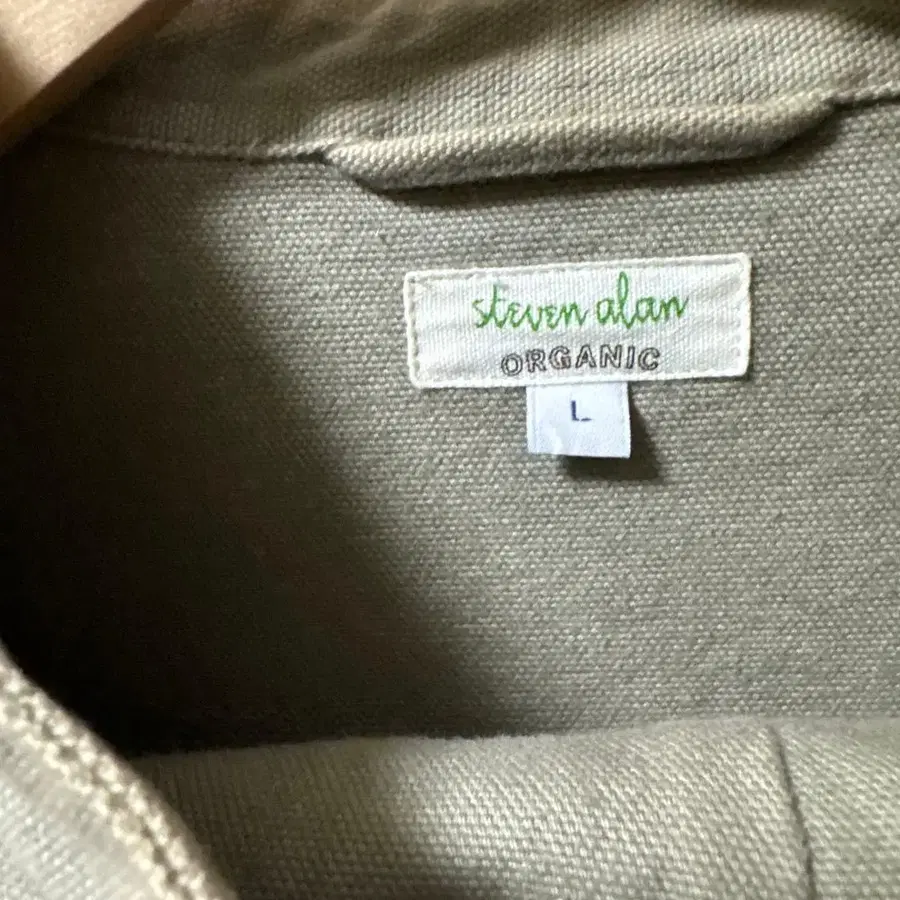 steven alan
ORGANIC
L